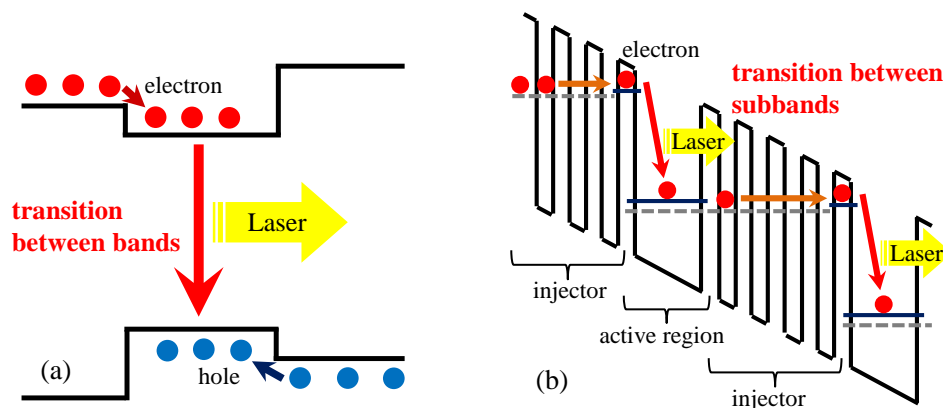 electron
transition
between bands
Laser
hole
(a)
electron
transition between
subbands
Laser
Laser
injector
active region
injector
(b)